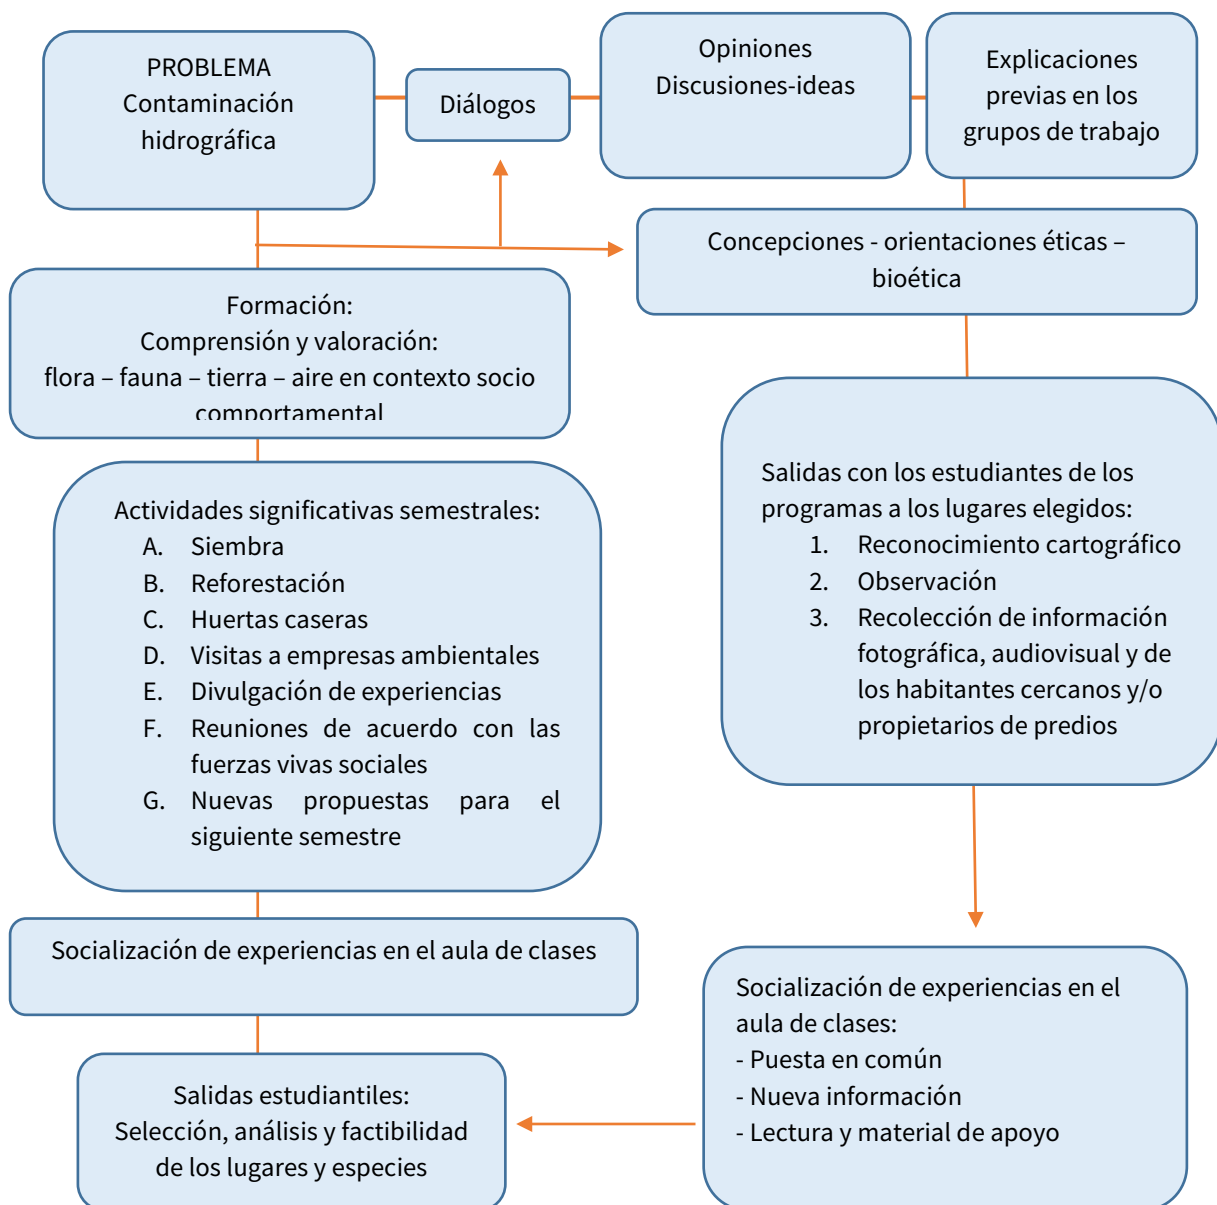 PROBLEMA
Contaminación
hidrográfica
Diálogos
Opiniones
Discusiones-ideas
Explicaciones
previas en los
grupos de trabajo
Concepciones - orientaciones éticas –
bioética
Formación:
Comprensión y valoración:
flora – fauna – tierra – aire en contexto socio
comportamental
Actividades significativas semestrales:
A. Siembra
B. Reforestación
C. Huertas caseras
D. Visitas a empresas ambientales
E. Divulgación de experiencias
F. Reuniones de acuerdo con las
fuerzas vivas sociales
G. Nuevas propuestas para el
siguiente semestre
Salidas con los estudiantes de los
programas a los lugares elegidos:
1. Reconocimiento cartográfico
2. Observación
3. Recolección de información
fotográfica, audiovisual y de
los habitantes cercanos y/o
propietarios de predios
Socialización de experiencias en el aula de clases
Socialización de experiencias en el
aula de clases:
- Puesta en común
- Nueva información
- Lectura y material de apoyo
Salidas estudiantiles:
Selección, análisis y factibilidad
de los lugares y especies